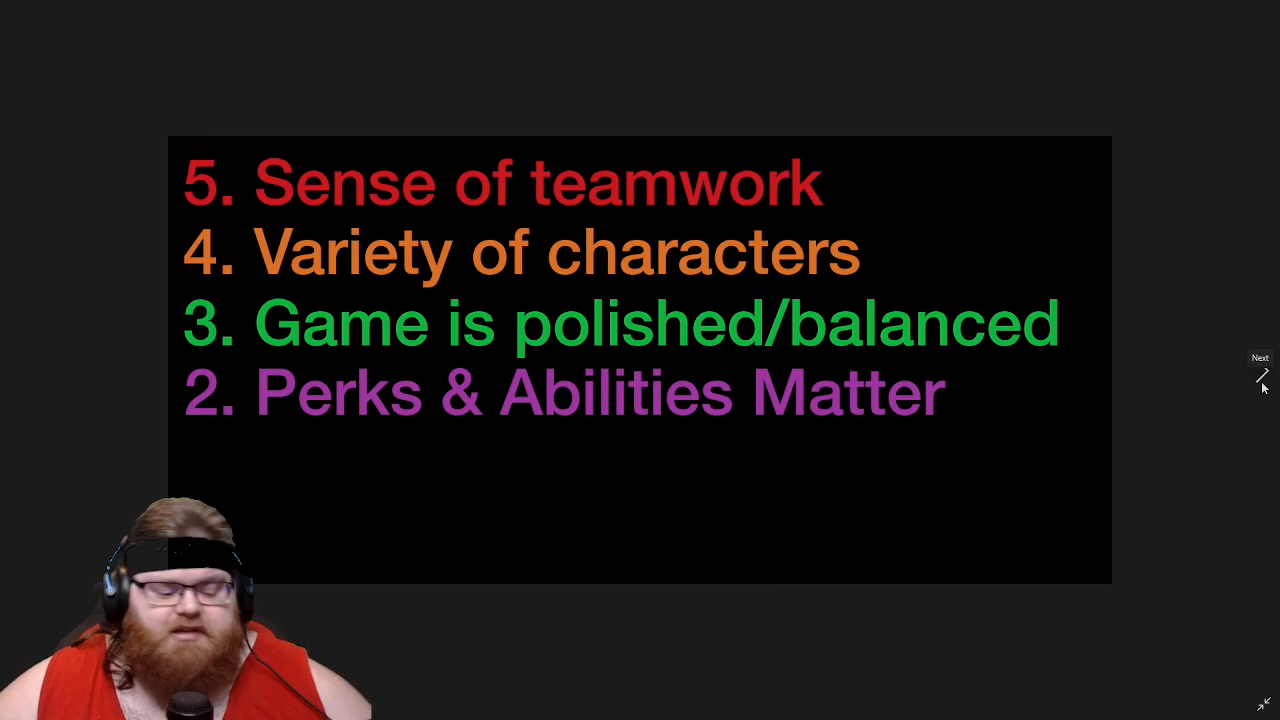 5. Sense of teamwork
4. Variety of characters
3. Game is polished/balanced
2. Perks & Abilities Matter
Next